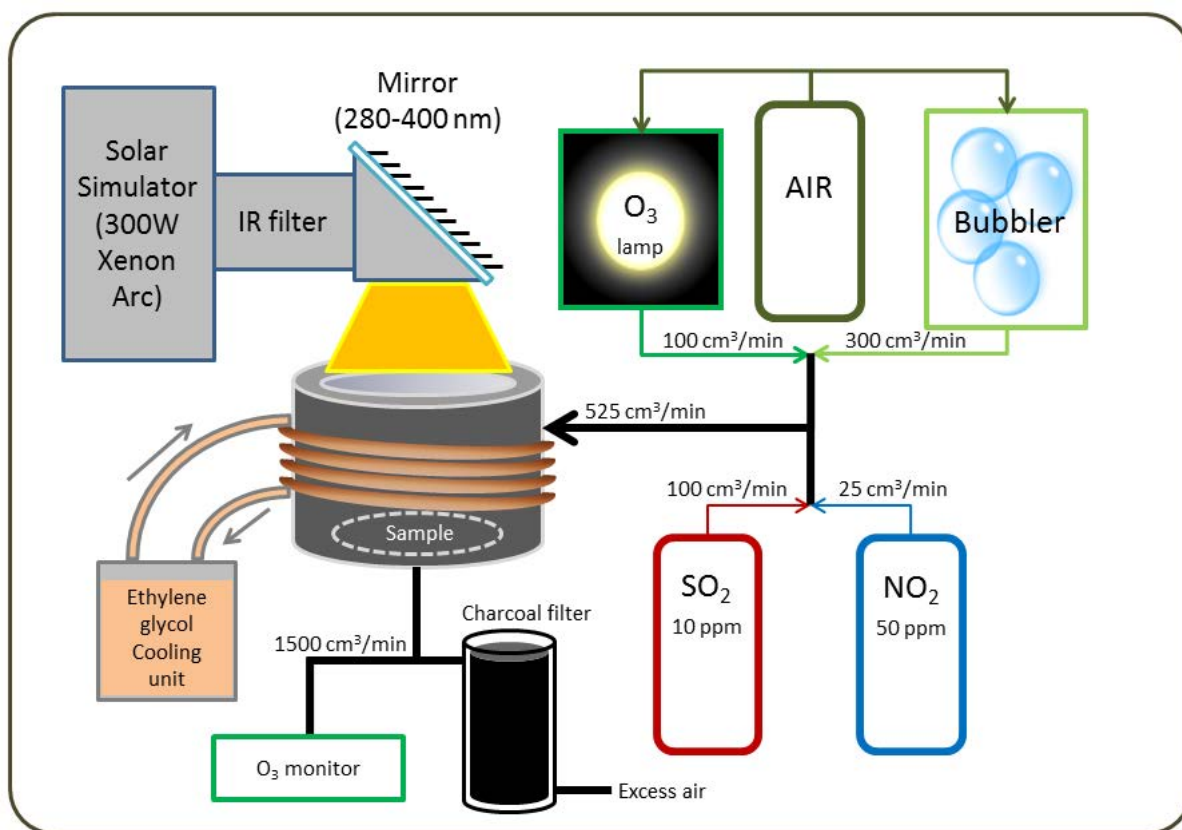 Mirror
(280-400 nm)
Solar
Simulator
(300W
Xenon
Arc)
IR filter
O₃
lamp
AIR
Bubbler
100 cm³/min
300 cm³/min
525 cm³/min
100 cm³/min
25 cm³/min
Sample
SO₂
10 ppm
NO₂
50 ppm
Ethylene
glycol
Cooling
unit
Charcoal filter
1500 cm³/min
O₃ monitor
Excess air